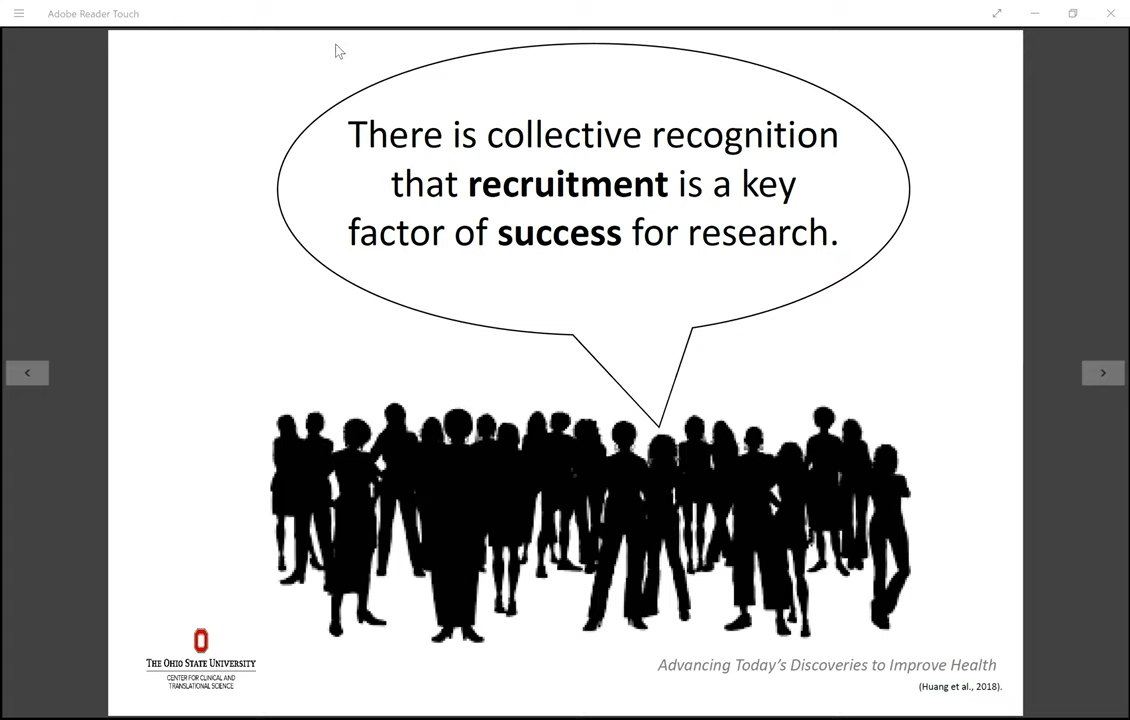 Adobe Reader Touch
There is collective recognition
that recruitment is a key
factor of success for research.
THE OHIO STATE UNIVERSITY
CENTER FOR CLINICAL AND
TRANSLATIONAL SCIENCE
Advancing Today's Discoveries to Improve Health
(Huang et al., 2018).